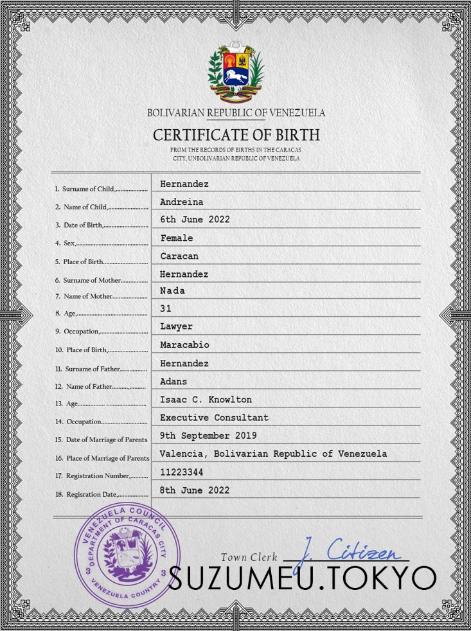 BOLIVARIAN REPUBLIC OF VENEZUELA
CERTIFICATE OF BIRTH
FROM THE RECORDS OF BIRTHS IN THE CARACAS
CITY, UNBOLIVARIAN REPUBLIC OF VENEZUELA
1. Surname of Child,.................. Hernandez
2. Name of Child,.................. Andreina
3. Date of Birth,.................. 6th June 2022
4. Sex,.................. Female
5. Place of Birth.................. Caracan
6. Surname of Mother.................. Hernandez
7. Name of Mother.................. Nada
8. Age,.................. 31
9. Occupation,.................. Lawyer
10. Place of Birth,.................. Maracabio
11. Surname of Father.................. Hernandez
12. Name of Father.................. Adans
13. Age.................. Isaac C. Knowlton
14. Occupation.................. Executive Consultant
15. Date of Marriage of Parents 9th September 2019
16. Place of Marriage of Parents Valencia, Bolivarian Republic of Venezuela
17. Registration Number,.................. 11223344
18. Regisration Date,.................. 8th June 2022
VENEZUELA COUNCIL
DEPARTMENT OF CARACAS CITY
VENEZUELA COUNTRY
Town Clerk J. Citizen
SUZUMEU.TOKYO